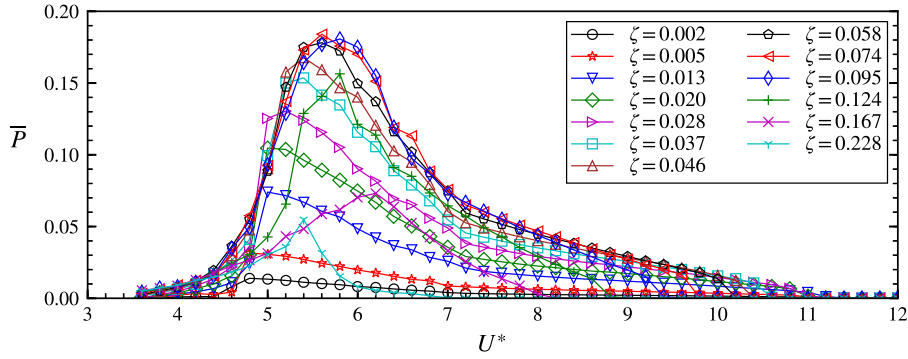 0.20
0.15
0.10
0.05
0.00
P̅
3 4 5 6 7 8 9 10 11 12
U*
ζ = 0.002
ζ = 0.005
ζ = 0.013
ζ = 0.020
ζ = 0.028
ζ = 0.037
ζ = 0.046
ζ = 0.058
ζ = 0.074
ζ = 0.095
ζ = 0.124
ζ = 0.167
ζ = 0.228